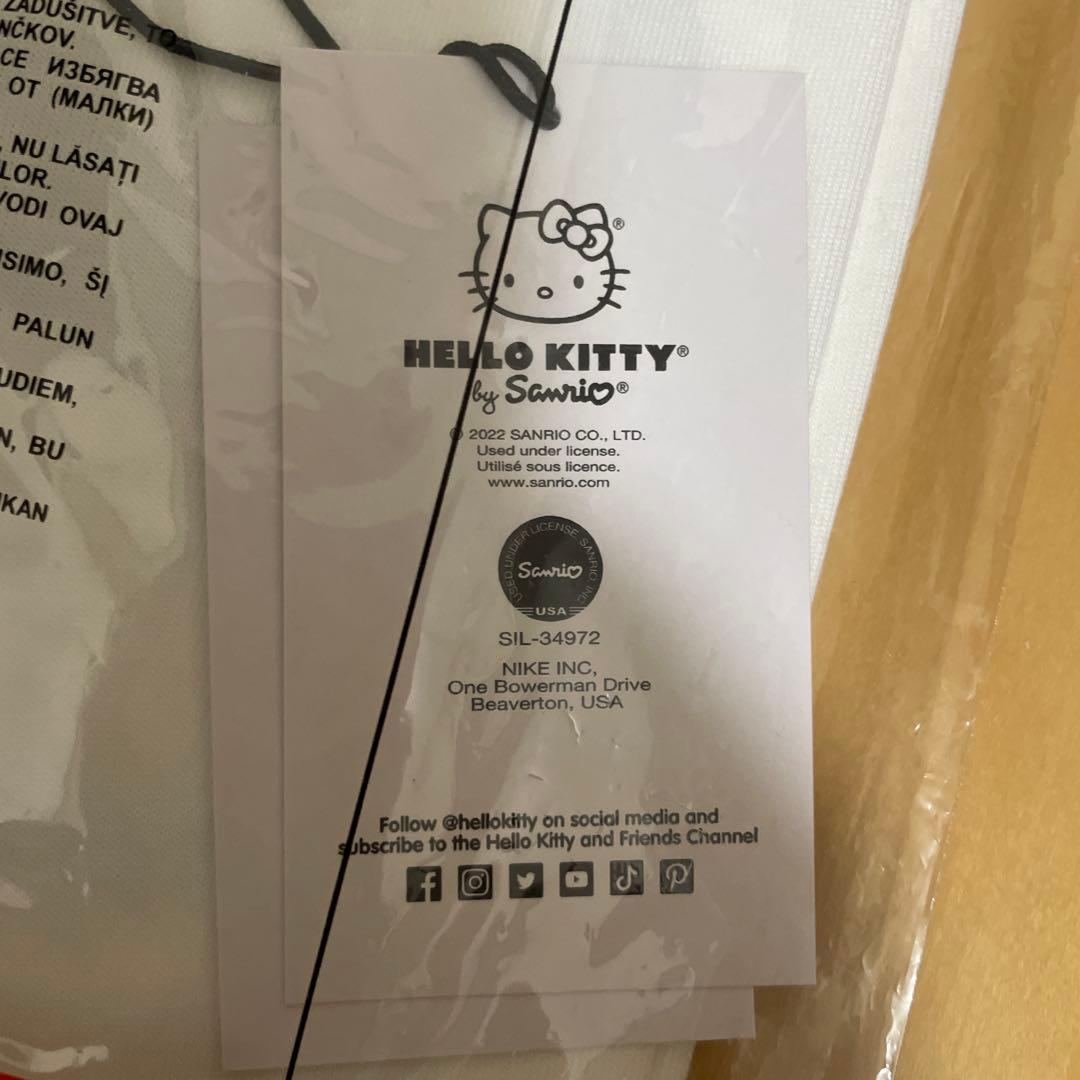 ZADUŠITVE, TO
NČKOV.
CE ИЗБЯГВА
ОТ (МАЛКИ)
, NU LĂSAȚI
LOR.
VODI OVAJ
ISIMO, ŠĮ
PALUN
UDIEM,
N, BU
KAN
®
HELLO KITTY®
by Sanrio®
© 2022 SANRIO CO., LTD.
Used under license.
Utilisé sous licence.
www.sanrio.com
USED UNDER LICENSE, SANRIO, INC.
Sanrio
USA
SIL-34972
NIKE INC,
One Bowerman Drive
Beaverton, USA
Follow @hellokitty on social media and
subscribe to the Hello Kitty and Friends Channel